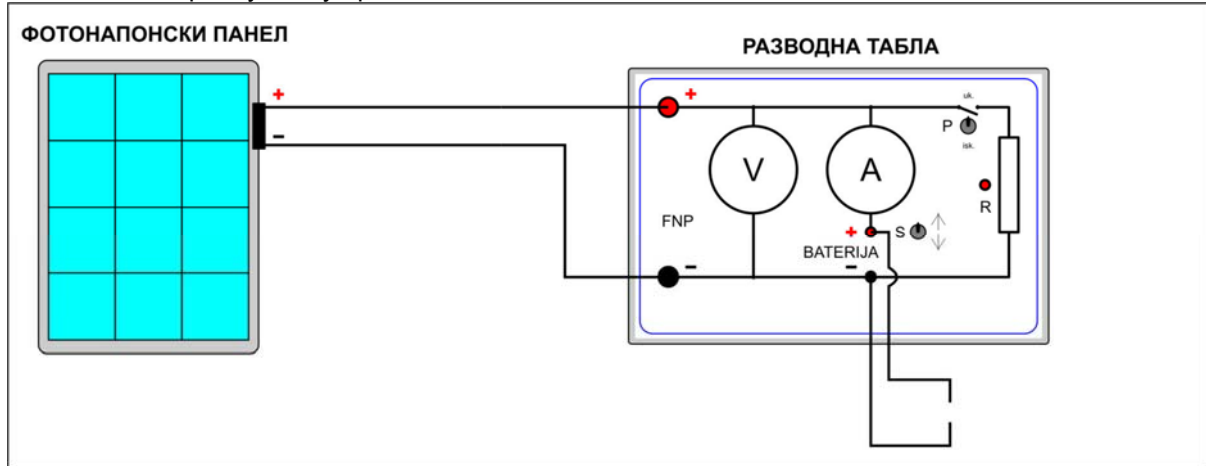 ФОТОНАПОНСКИ ПАНЕЛ
РАЗВОДНА ТАБЛА
+
−
+
uk.
P
isk.
V
A
R
FNP
+
S
BATERIJA
−
−